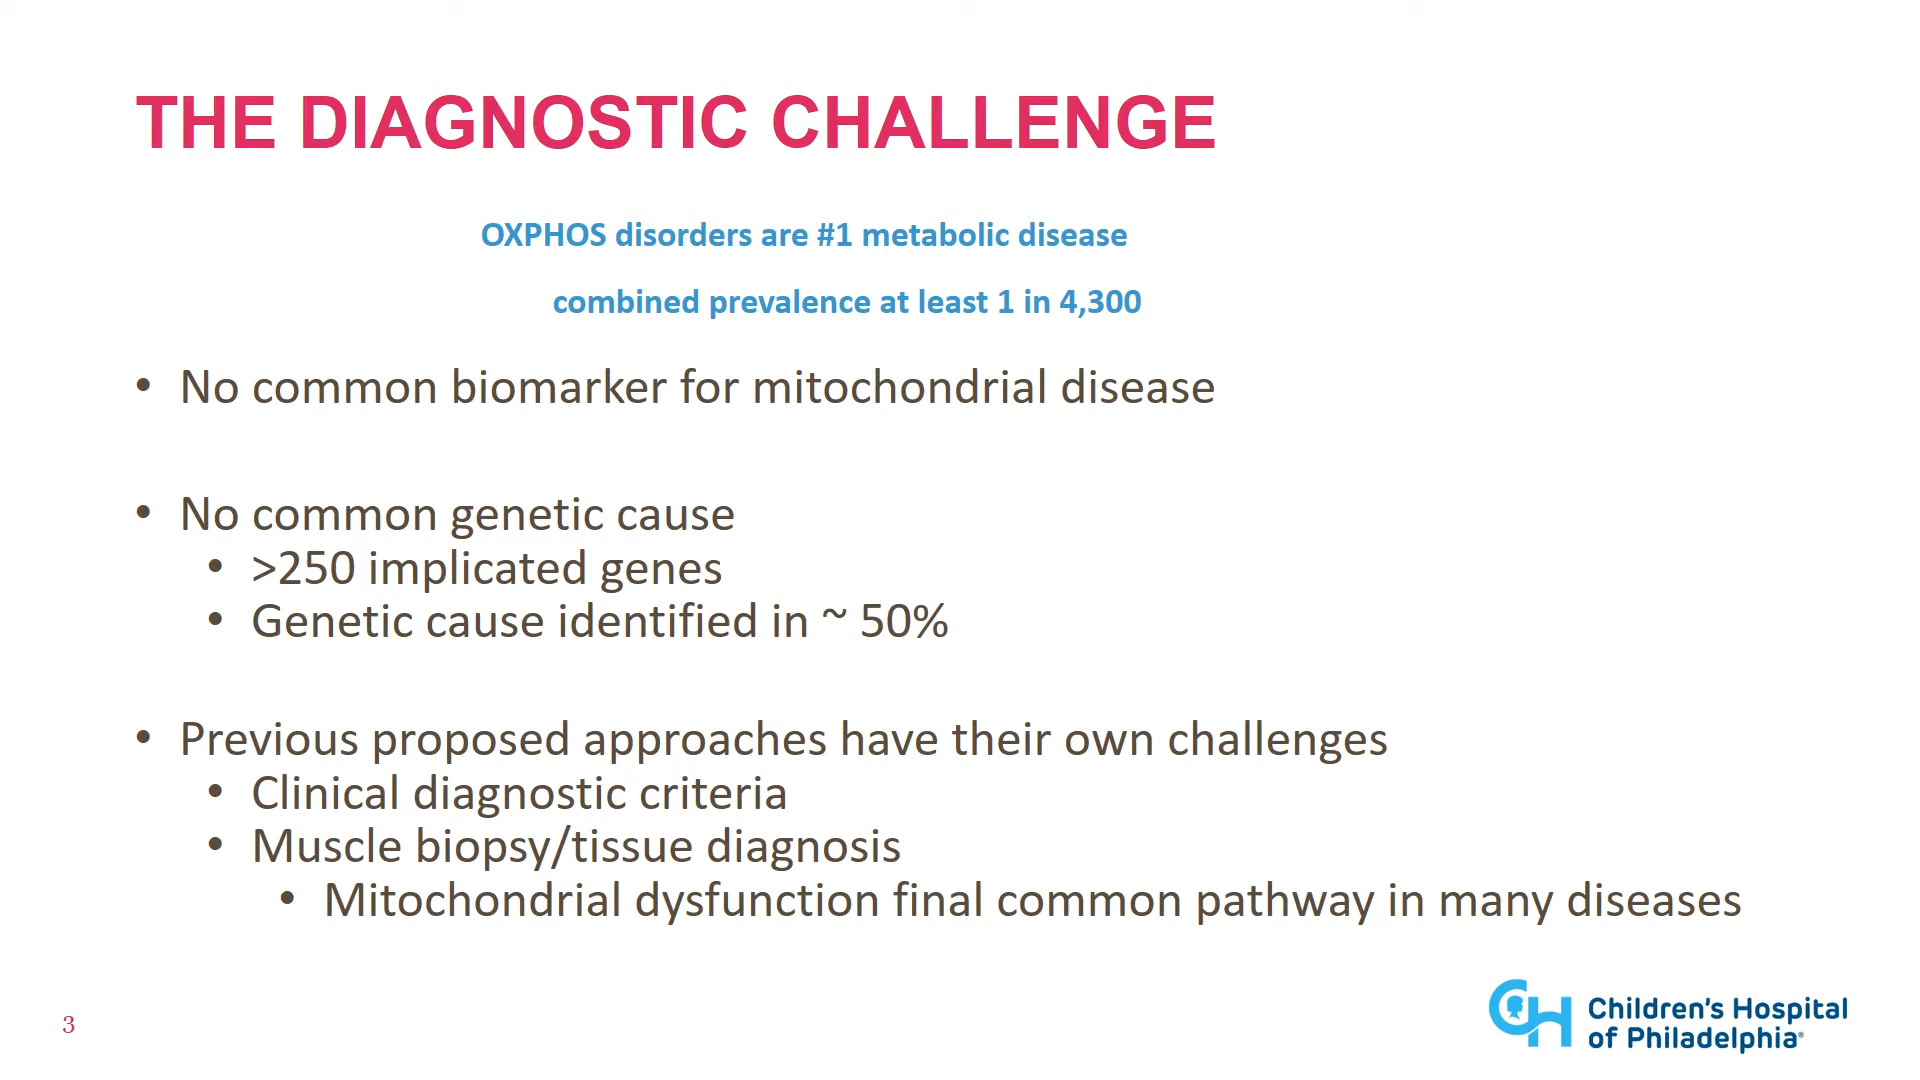 THE DIAGNOSTIC CHALLENGE
OXPHOS disorders are #1 metabolic disease
combined prevalence at least 1 in 4,300
• No common biomarker for mitochondrial disease
• No common genetic cause
• >250 implicated genes
• Genetic cause identified in ~ 50%
• Previous proposed approaches have their own challenges
• Clinical diagnostic criteria
• Muscle biopsy/tissue diagnosis
• Mitochondrial dysfunction final common pathway in many diseases
3
CH
Children's Hospital
of Philadelphia®